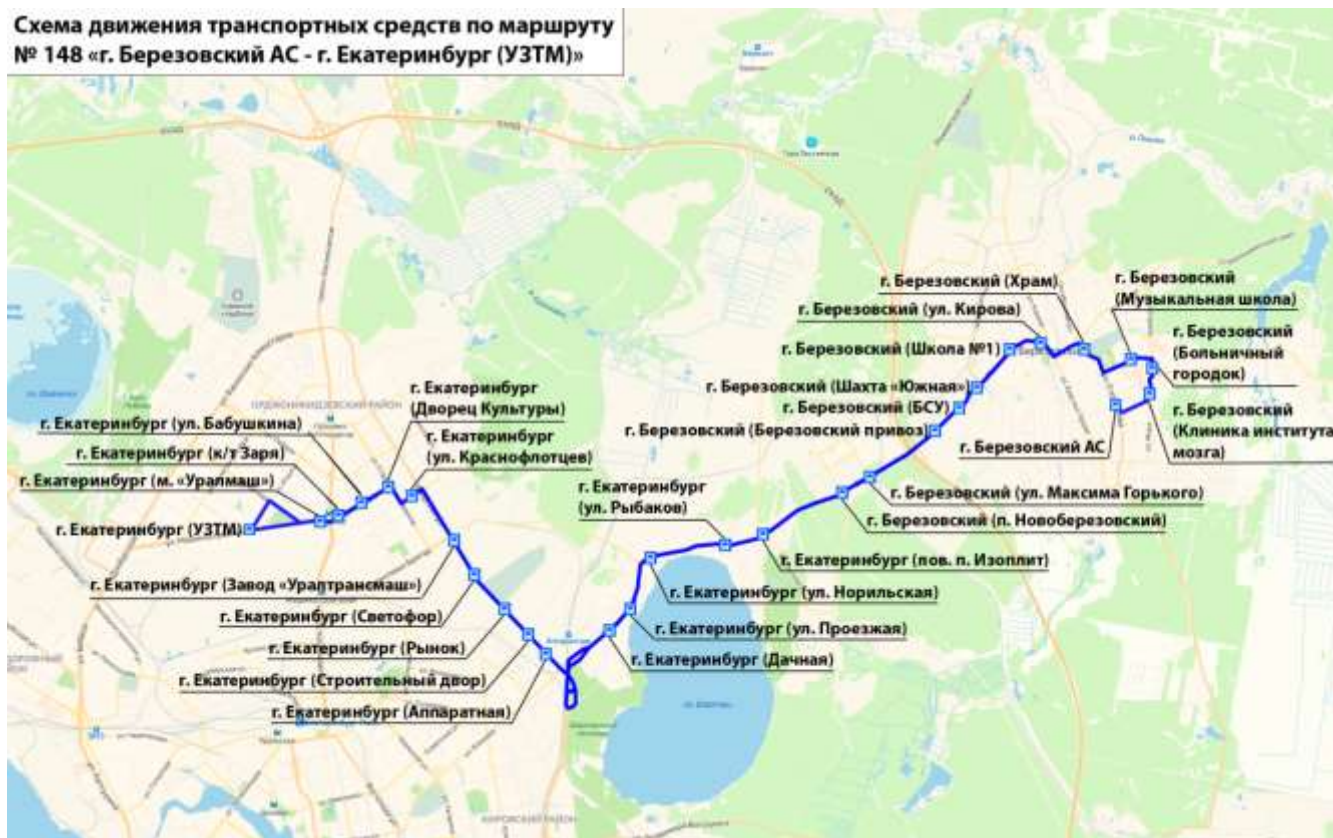 Схема движения транспортных средств по маршруту
№ 148 «г. Березовский АС - г. Екатеринбург (УЗТМ)»
г. Березовский (Храм)
г. Березовский
(Музыкальная школа)
г. Березовский (ул. Кирова)
г. Березовский
(Больничный
городок)
г. Березовский (Школа №1)
г. Березовский (Шахта «Южная»)
г. Березовский (БСУ)
г. Березовский
(Клиника института
мозга)
г. Березовский (Березовский привоз)
г. Березовский АС
г. Екатеринбург
(Дворец Культуры)
ОРДЖОНИКИДЗЕВСКИЙ РАЙОН
г. Екатеринбург (ул. Бабушкина)
г. Екатеринбург
(ул. Краснофлотцев)
г. Екатеринбург (к/т Заря)
г. Екатеринбург (м. «Уралмаш»)
г. Екатеринбург (УЗТМ)
г. Екатеринбург
(ул. Рыбаков)
г. Березовский (ул. Максима Горького)
г. Березовский (п. Новоберезовский)
г. Екатеринбург (пов. п. Изоплит)
г. Екатеринбург (Завод «Уралтрансмаш»)
г. Екатеринбург (ул. Норильская)
г. Екатеринбург (Светофор)
г. Екатеринбург (ул. Проезжая)
г. Екатеринбург (Рынок)
г. Екатеринбург (Дачная)
г. Екатеринбург (Строительный двор)
г. Екатеринбург (Аппаратная)
КИРОВСКИЙ РАЙОН